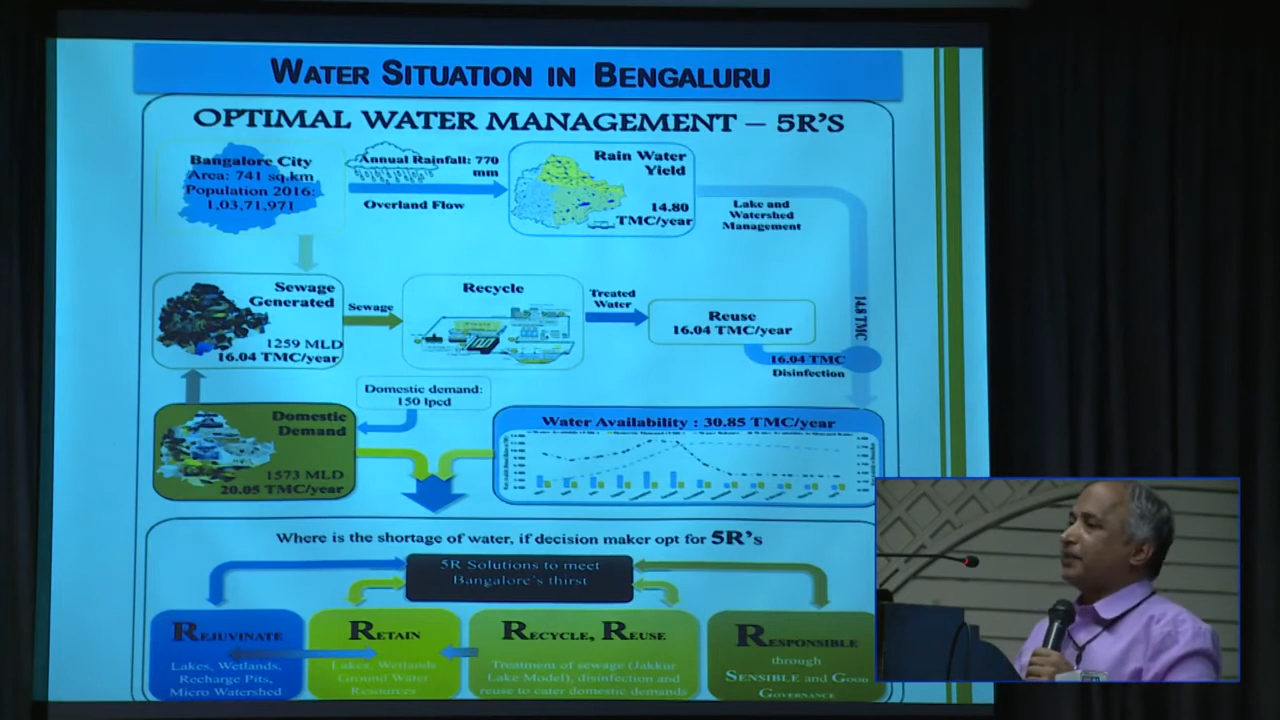 WATER SITUATION IN BENGALURU
OPTIMAL WATER MANAGEMENT – 5R'S
Bangalore City
Area: 741 sq.km
Population 2016:
1,03,71,971
Annual Rainfall: 770
mm
Overland Flow
Rain Water
Yield
14.80
TMC/year
Lake and
Watershed
Management
14.8 TMC
Sewage
Generated
1259 MLD
16.04 TMC/year
Sewage
Recycle
Treated
Water
Reuse
16.04 TMC/year
16.04 TMC
Disinfection
Domestic demand:
150 lpcd
Domestic
Demand
1573 MLD
20.05 TMC/year
Water Availability : 30.85 TMC/year
Where is the shortage of water, if decision maker opt for 5R's
5R Solutions to meet
Bangalore's thirst
REJUVINATE
Lakes, Wetlands,
Recharge Pits,
Micro Watershed
RETAIN
Lakes, Wetlands
Ground Water
Resources
RECYCLE, REUSE
Treatment of sewage (Jakkur
Lake Model), disinfection and
reuse to cater domestic demands
RESPONSIBLE
through
SENSIBLE and GOOD
GOVERNANCE